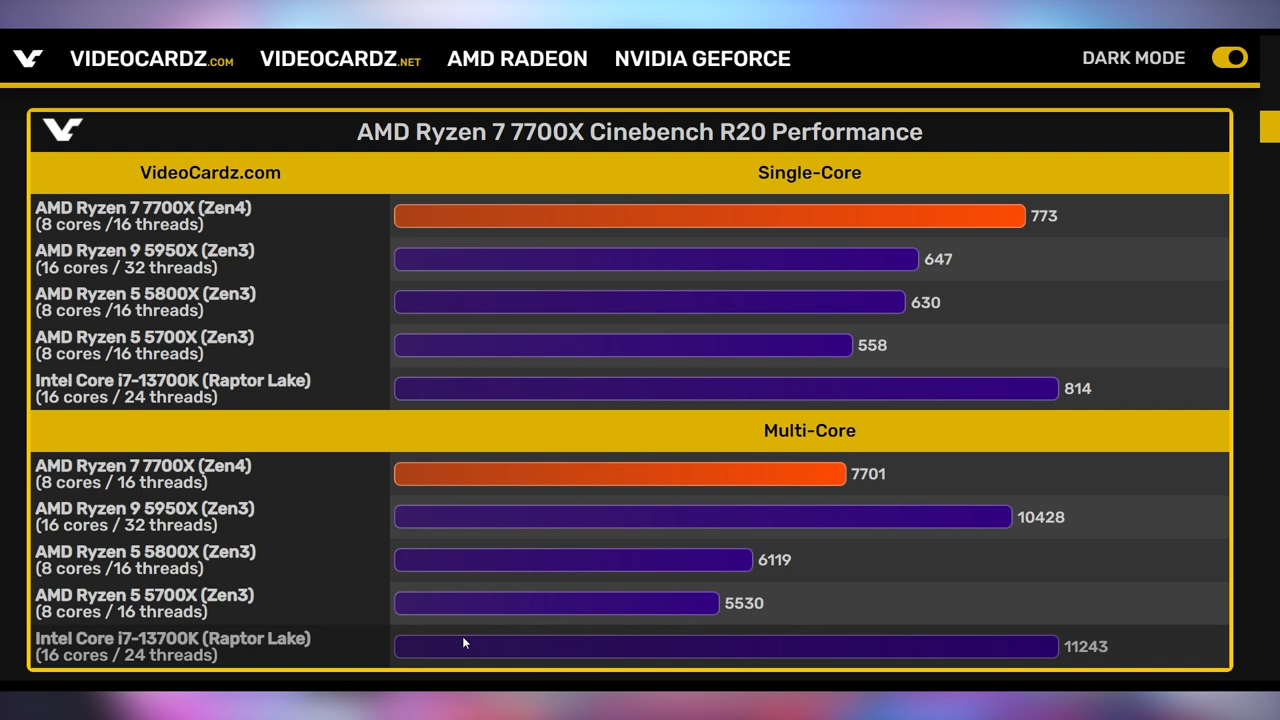 VIDEOCARDZ.COM VIDEOCARDZ.NET AMD RADEON NVIDIA GEFORCE DARK MODE
AMD Ryzen 7 7700X Cinebench R20 Performance
VideoCardz.com Single-Core
AMD Ryzen 7 7700X (Zen4)
(8 cores /16 threads) 773
AMD Ryzen 9 5950X (Zen3)
(16 cores / 32 threads) 647
AMD Ryzen 5 5800X (Zen3)
(8 cores /16 threads) 630
AMD Ryzen 5 5700X (Zen3)
(8 cores /16 threads) 558
Intel Core i7-13700K (Raptor Lake)
(16 cores / 24 threads) 814
Multi-Core
AMD Ryzen 7 7700X (Zen4)
(8 cores / 16 threads) 7701
AMD Ryzen 9 5950X (Zen3)
(16 cores / 32 threads) 10428
AMD Ryzen 5 5800X (Zen3)
(8 cores /16 threads) 6119
AMD Ryzen 5 5700X (Zen3)
(8 cores / 16 threads) 5530
Intel Core i7-13700K (Raptor Lake)
(16 cores / 24 threads) 11243